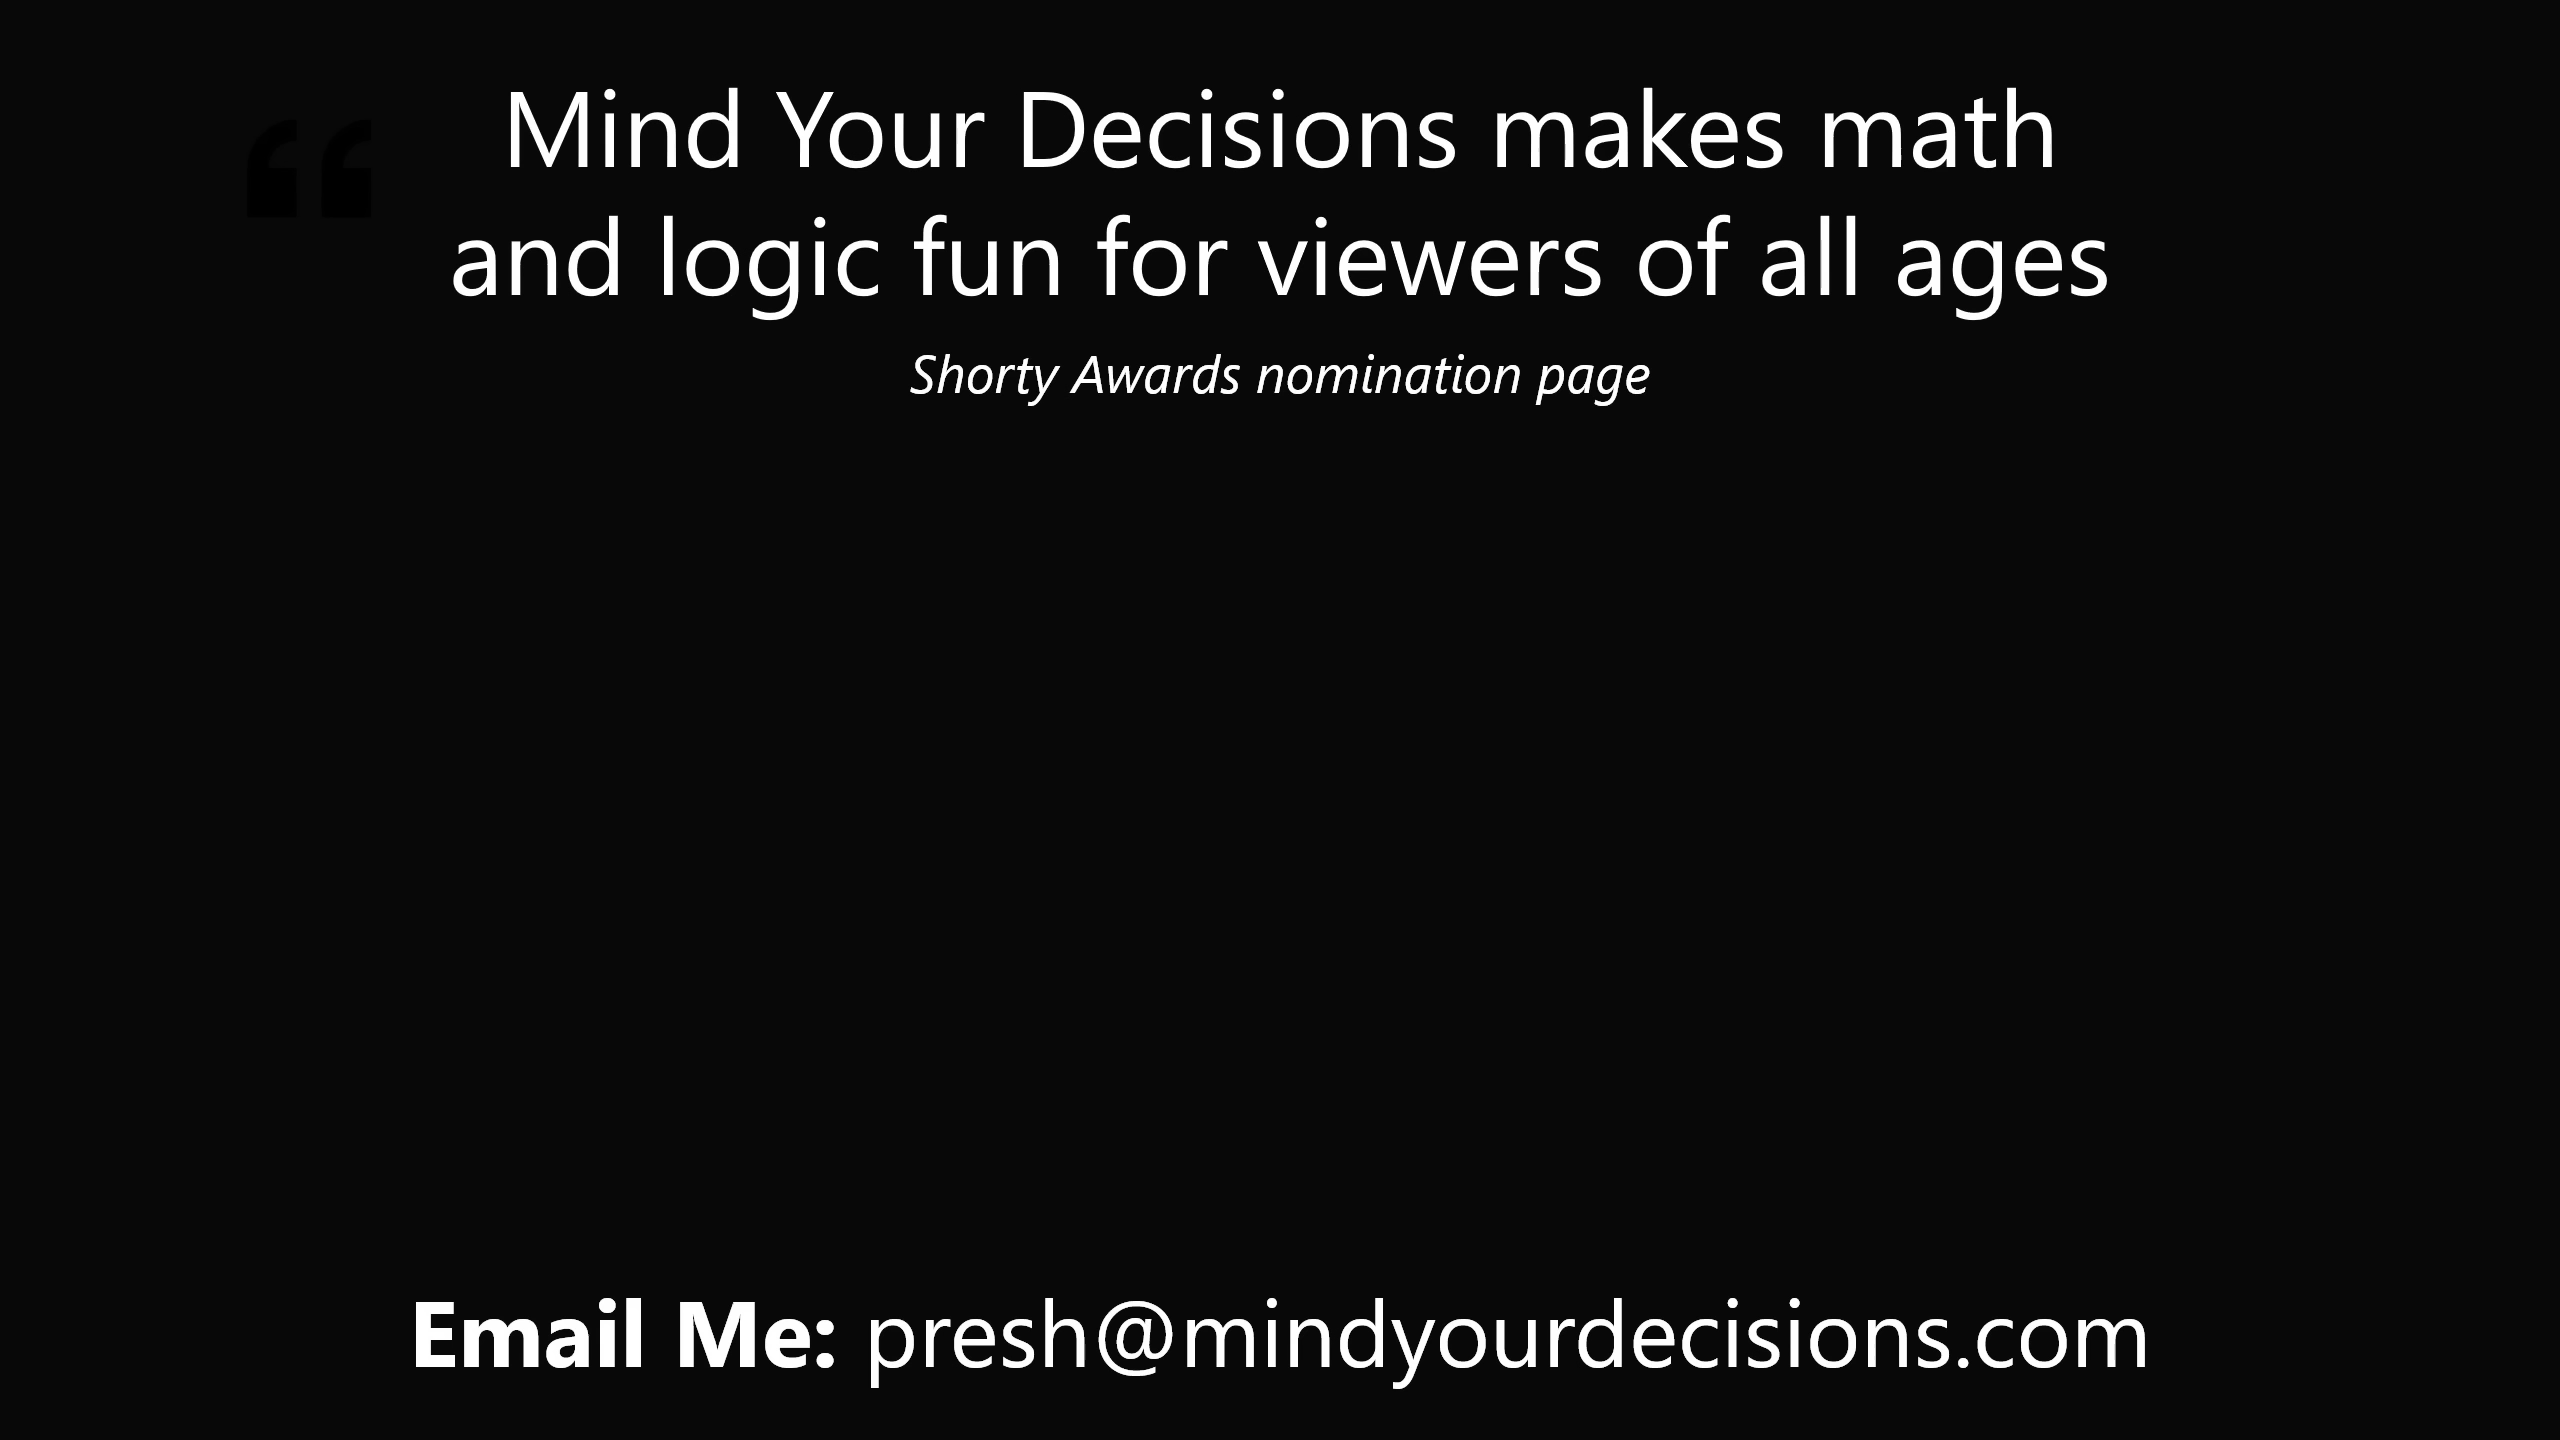 “
Mind Your Decisions makes math
and logic fun for viewers of all ages
Shorty Awards nomination page
Email Me: presh@mindyourdecisions.com